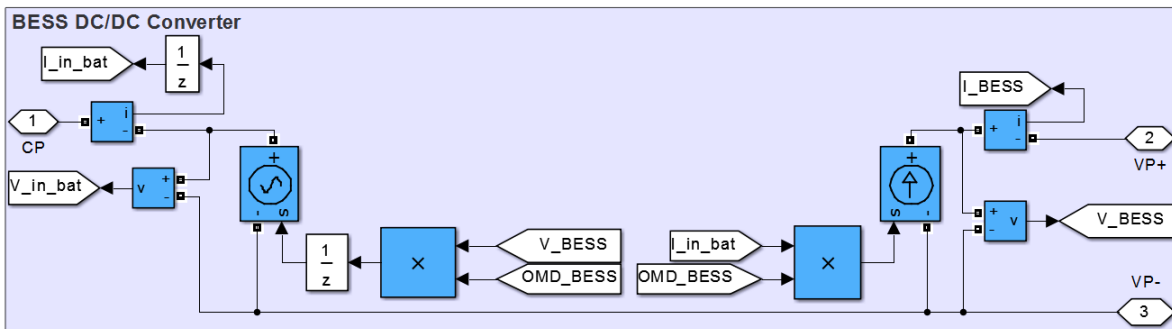 BESS DC/DC Converter
I_in_bat
1
z
I_BESS
1
CP
+
i
-
+
i
-
2
VP+
V_in_bat
v
+
-
+
-
s
+
-
s
+
-
v
V_BESS
1
z
×
V_BESS
OMD_BESS
I_in_bat
OMD_BESS
×
VP-
3